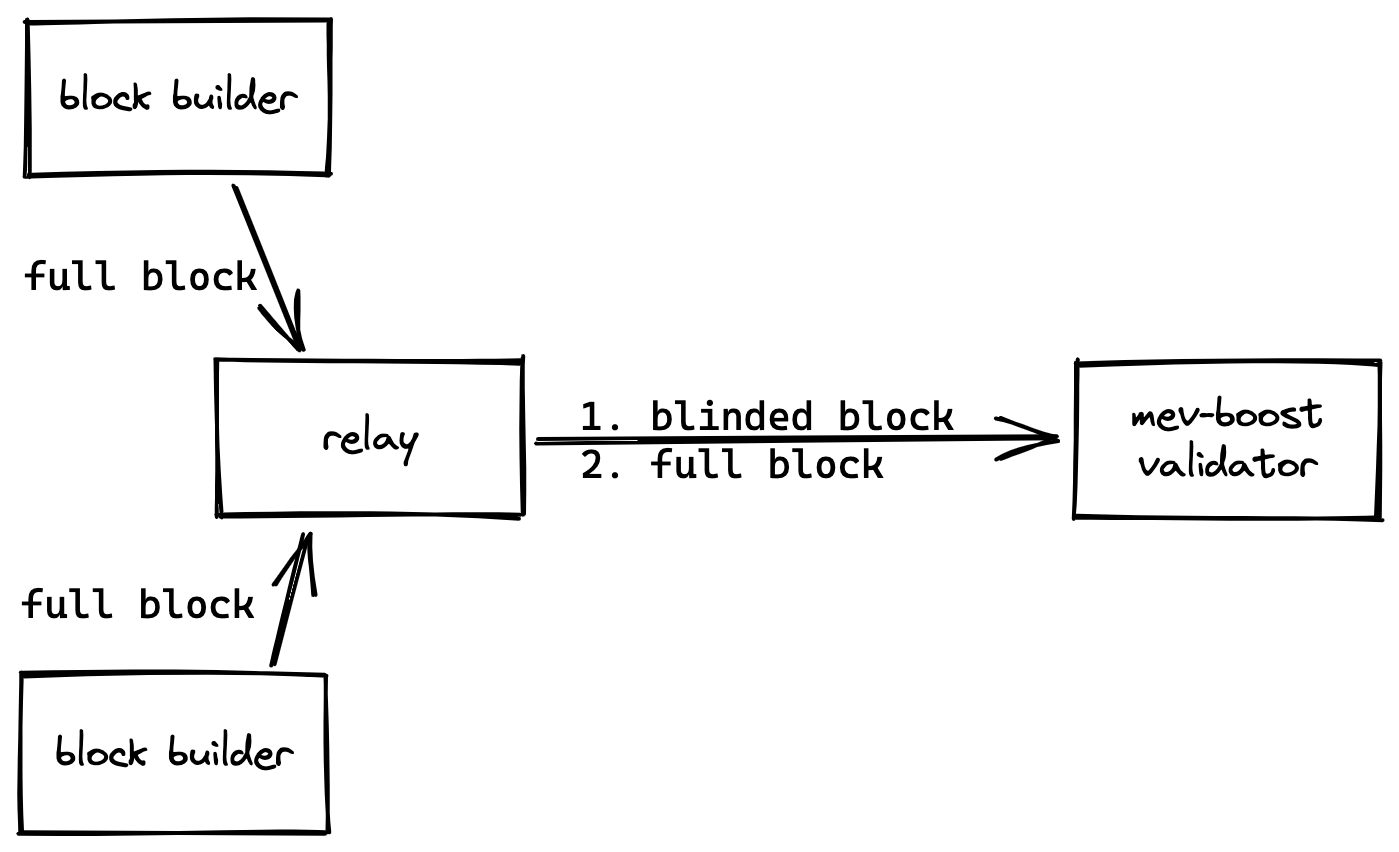 block builder
full block
relay
1. blinded block
2. full block
mev-boost
validator
full block
block builder